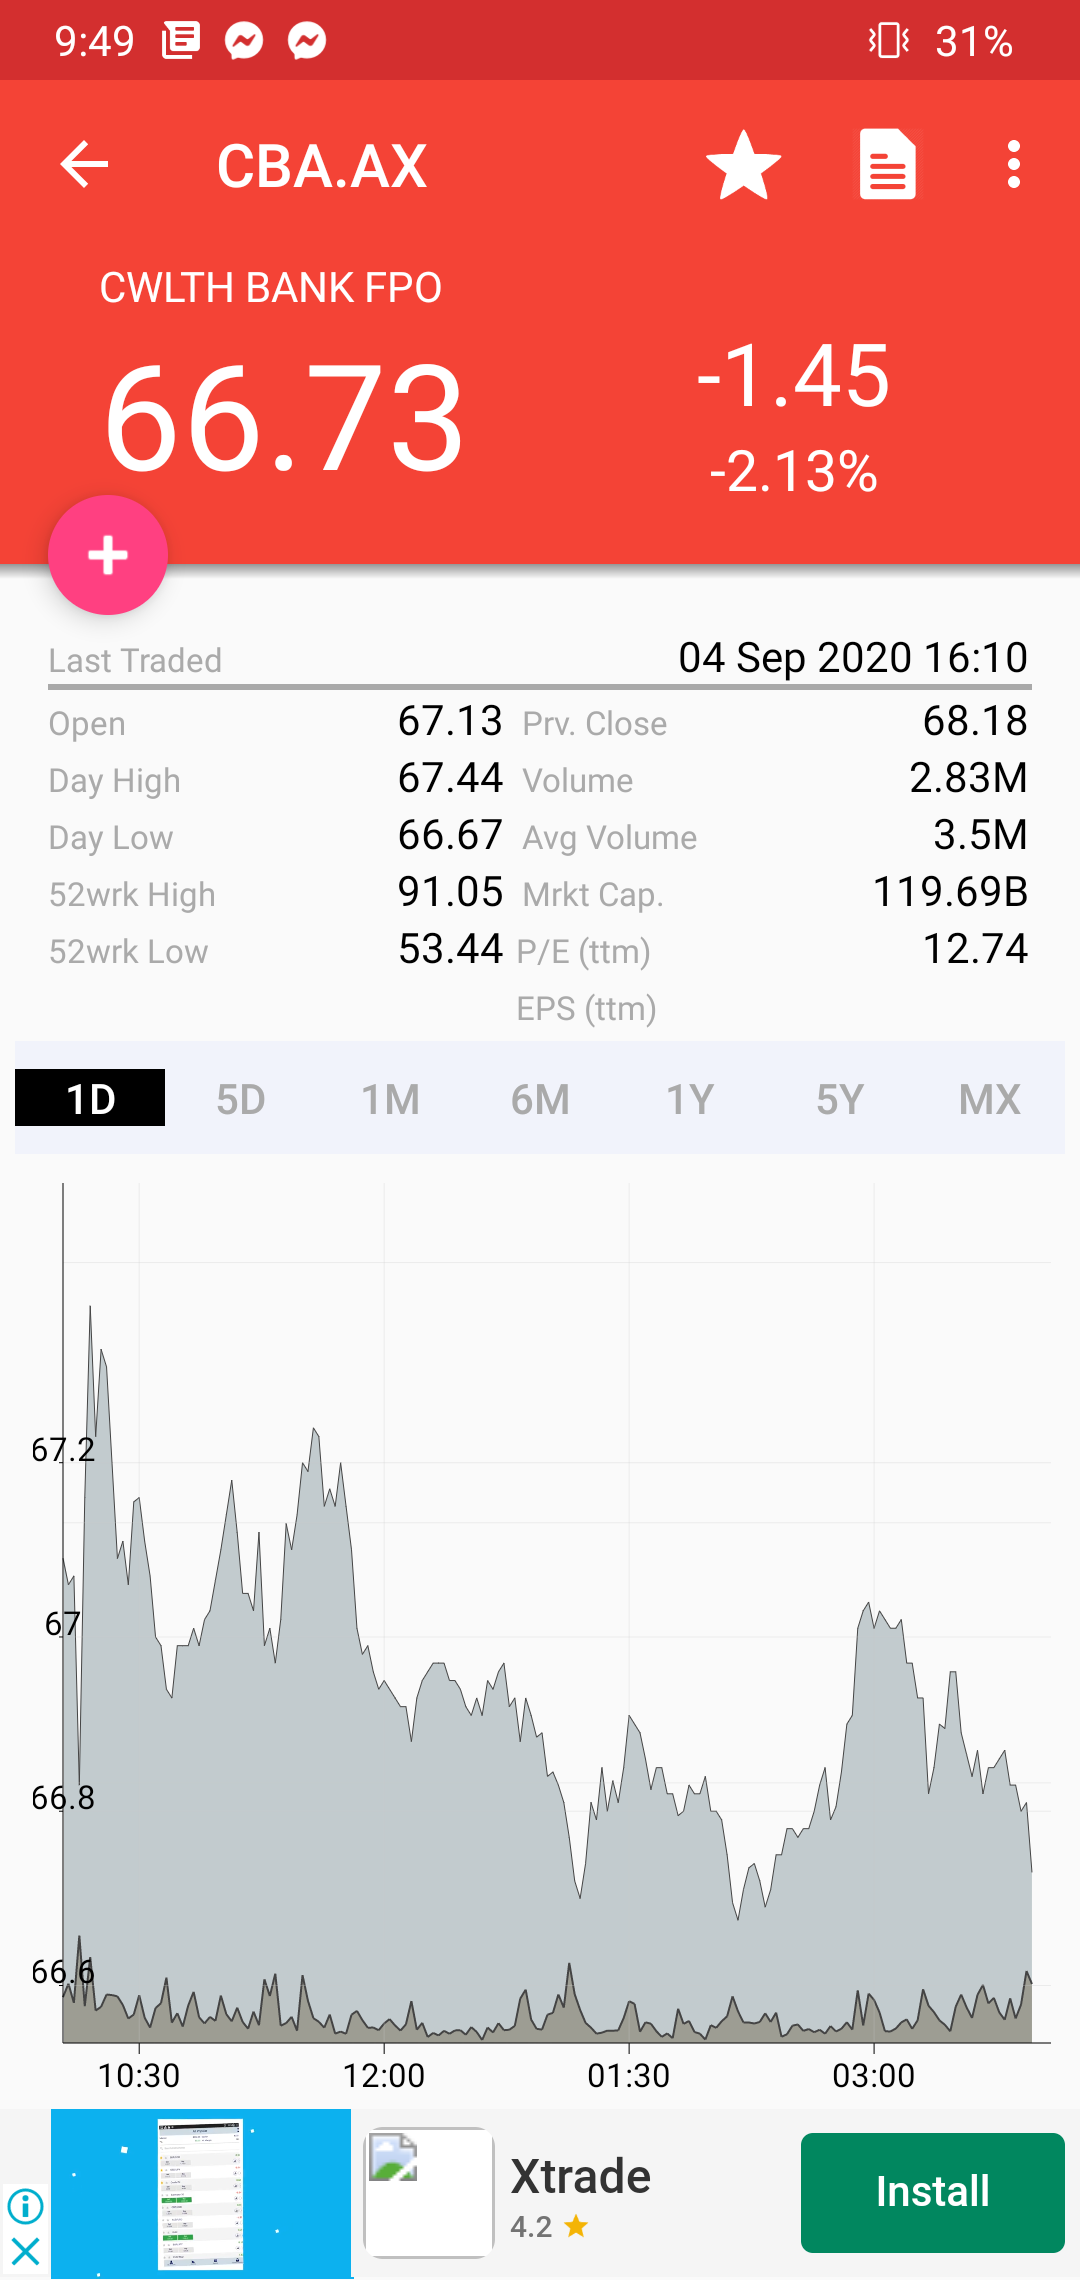 9:49 31%
CBA.AX
CWLTH BANK FPO
66.73
-1.45
-2.13%
Last Traded 04 Sep 2020 16:10
Open 67.13 Prv. Close 68.18
Day High 67.44 Volume 2.83M
Day Low 66.67 Avg Volume 3.5M
52wrk High 91.05 Mrkt Cap. 119.69B
52wrk Low 53.44 P/E (ttm) 12.74
EPS (ttm)
1D 5D 1M 6M 1Y 5Y MX
67.2
67
66.8
66.6
10:30 12:00 01:30 03:00
Xtrade
4.2
Install